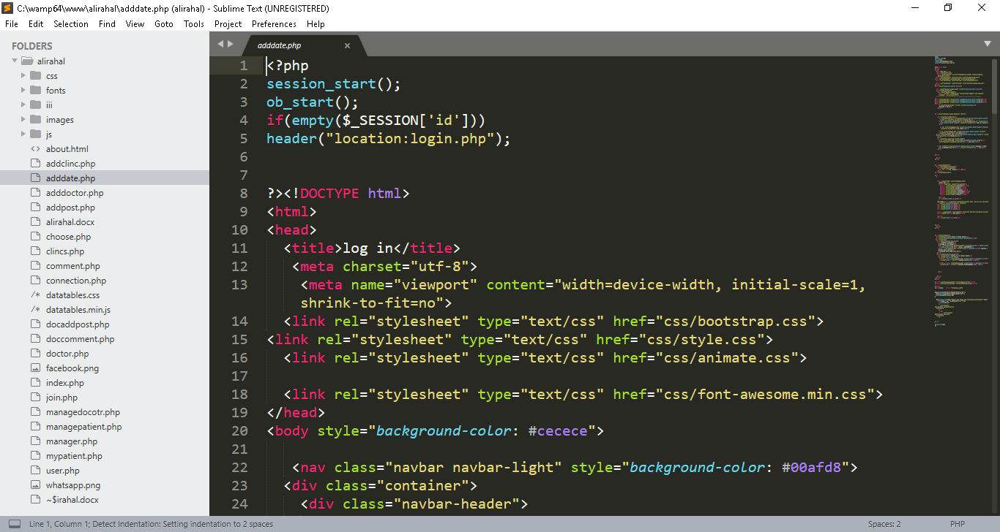 C:\wamp64\www\alirahal\adddate.php (alirahal) - Sublime Text (UNREGISTERED)
File Edit Selection Find View Goto Tools Project Preferences Help
FOLDERS
alirahal
css
fonts
iii
images
js
<> about.html
addclinc.php
adddate.php
adddoctor.php
addpost.php
alirahal.docx
choose.php
clincs.php
comment.php
connection.php
/* datatables.css
/* datatables.min.js
docaddpost.php
doccomment.php
doctor.php
facebook.png
index.php
join.php
managedocotr.php
managepatient.php
manager.php
mypatient.php
user.php
whatsapp.png
~$irahal.docx
adddate.php
1 <?php
2 session_start();
3 ob_start();
4 if(empty($_SESSION['id']))
5 header("location:login.php");
6
7
8 ?><!DOCTYPE html>
9 <html>
10 <head>
11 <title>log in</title>
12 <meta charset="utf-8">
13 <meta name="viewport" content="width=device-width, initial-scale=1,
shrink-to-fit=no">
14 <link rel="stylesheet" type="text/css" href="css/bootstrap.css">
15 <link rel="stylesheet" type="text/css" href="css/style.css">
16 <link rel="stylesheet" type="text/css" href="css/animate.css">
17
18 <link rel="stylesheet" type="text/css" href="css/font-awesome.min.css">
19 </head>
20 <body style="background-color: #cecece">
21
22 <nav class="navbar navbar-light" style="background-color: #00afd8">
23 <div class="container">
24 <div class="navbar-header">
Line 1, Column 1; Detect Indentation: Setting indentation to 2 spaces
Spaces: 2
PHP